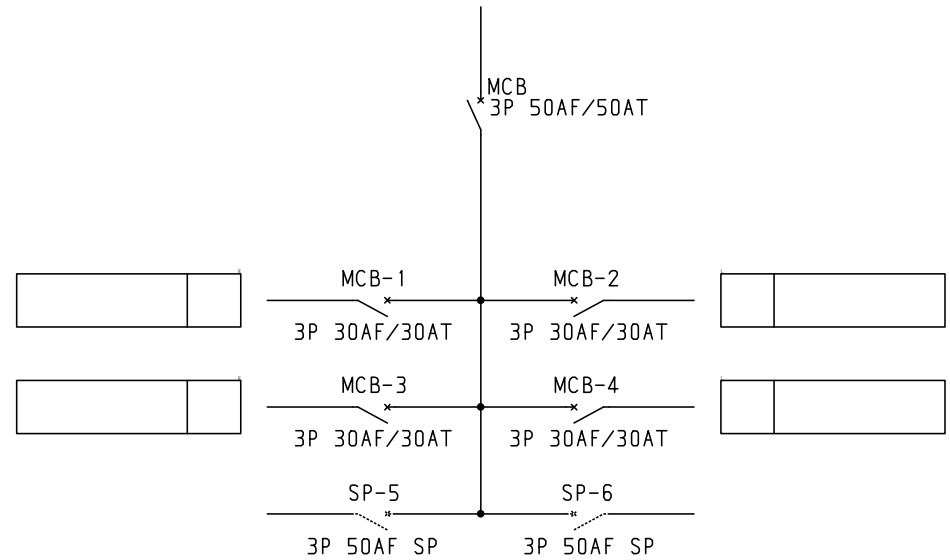 MCB
3P 50AF/50AT
MCB-1
MCB-2
3P 30AF/30AT
3P 30AF/30AT
MCB-3
MCB-4
3P 30AF/30AT
3P 30AF/30AT
SP-5
SP-6
3P 50AF SP
3P 50AF SP